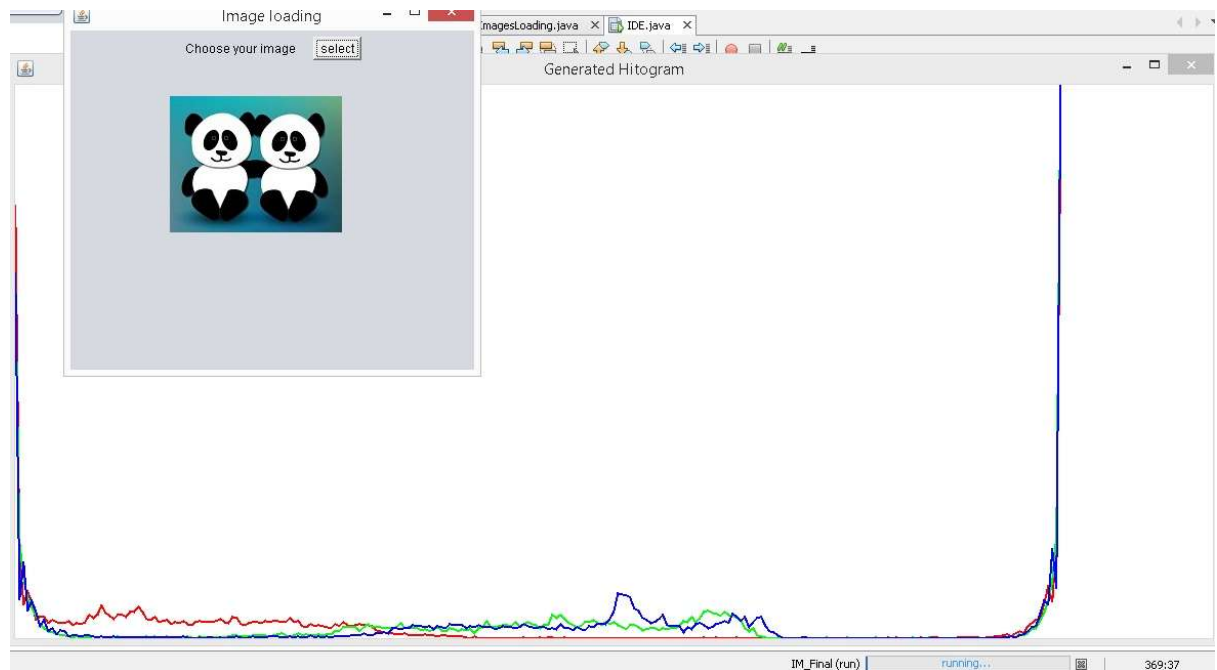 Image loading
ImagesLoading.java
IDE.java
Choose your image
select
Generated Hitogram
IM_Final (run)
running...
369:37